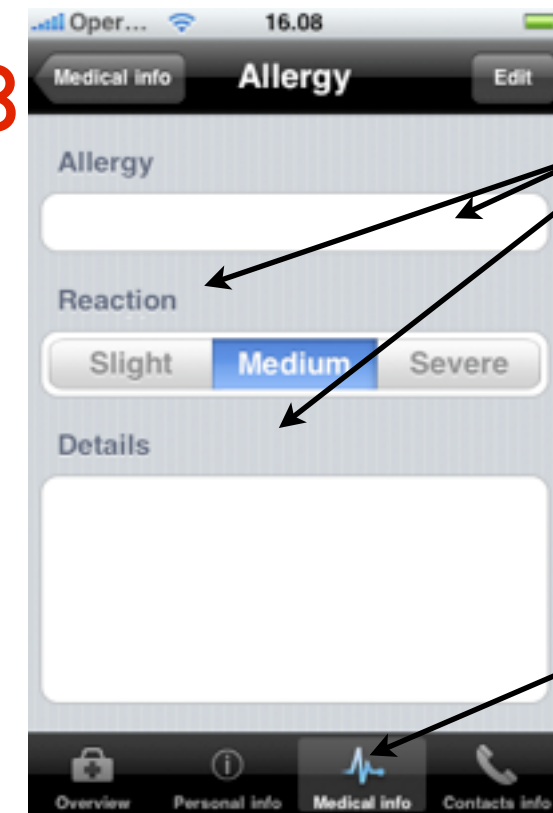 Oper... 16.08
Medical info Allergy Edit
3
Allergy
Reaction
Slight Medium Severe
Details
Overview Personal info Medical info Contacts info